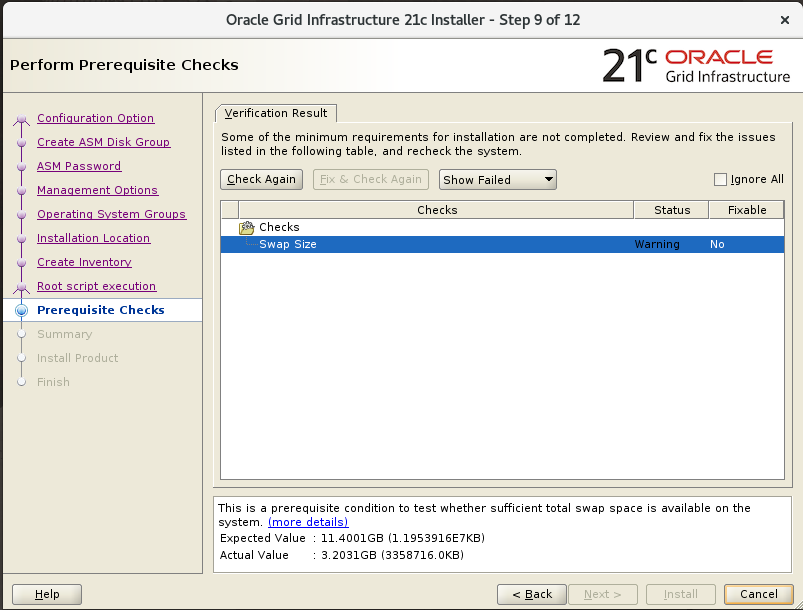 Oracle Grid Infrastructure 21c Installer - Step 9 of 12
×
Perform Prerequisite Checks
21c ORACLE
Grid Infrastructure
Configuration Option
Create ASM Disk Group
ASM Password
Management Options
Operating System Groups
Installation Location
Create Inventory
Root script execution
Prerequisite Checks
Summary
Install Product
Finish
Verification Result
Some of the minimum requirements for installation are not completed. Review and fix the issues
listed in the following table, and recheck the system.
Check Again
Fix & Check Again
Show Failed
Ignore All
Checks Status Fixable
Checks
Swap Size Warning No
This is a prerequisite condition to test whether sufficient total swap space is available on the
system. (more details)
Expected Value : 11.4001GB (1.1953916E7KB)
Actual Value : 3.2031GB (3358716.0KB)
Help
< Back
Next >
Install
Cancel